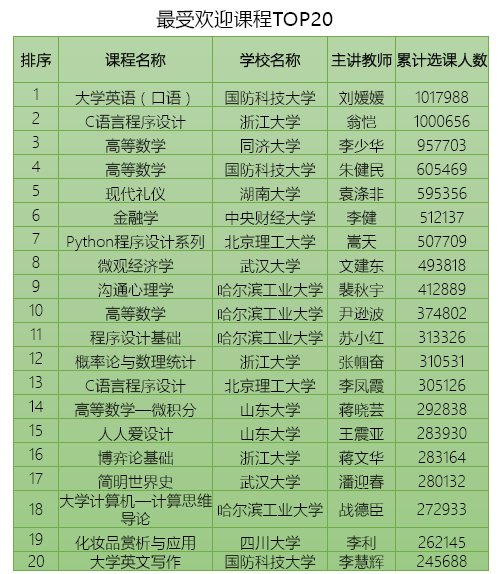 最受欢迎课程TOP20
排序 课程名称 学校名称 主讲教师 累计选课人数
1 大学英语（口语） 国防科技大学 刘媛媛 1017988
2 C语言程序设计 浙江大学 翁恺 1000656
3 高等数学 同济大学 李少华 957703
4 高等数学 国防科技大学 朱健民 605469
5 现代礼仪 湖南大学 袁涤非 595356
6 金融学 中央财经大学 李健 512137
7 Python程序设计系列 北京理工大学 嵩天 507709
8 微观经济学 武汉大学 文建东 493818
9 沟通心理学 哈尔滨工业大学 裴秋宇 412889
10 高等数学 哈尔滨工业大学 尹逊波 374802
11 程序设计基础 哈尔滨工业大学 苏小红 313326
12 概率论与数理统计 浙江大学 张帼奋 310531
13 C语言程序设计 北京理工大学 李凤霞 305126
14 高等数学—微积分 山东大学 蒋晓芸 292838
15 人人爱设计 山东大学 王震亚 283930
16 博弈论基础 浙江大学 蒋文华 283164
17 简明世界史 武汉大学 潘迎春 280132
18 大学计算机—计算思维 哈尔滨工业大学 战德臣 272933
导论
19 化妆品赏析与应用 四川大学 李利 262145
20 大学英文写作 国防科技大学 李慧辉 245688